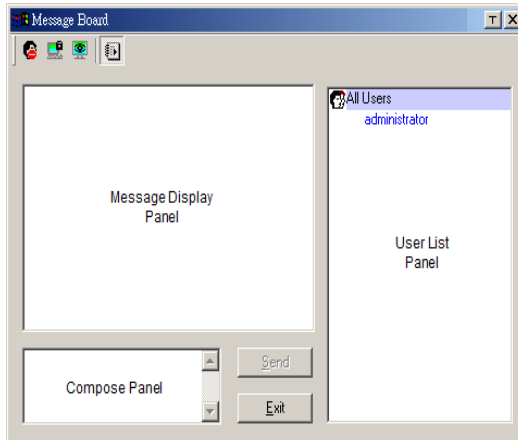 Message Board
T X
All Users
administrator
Message Display
Panel
User List
Panel
Compose Panel
Send
Exit